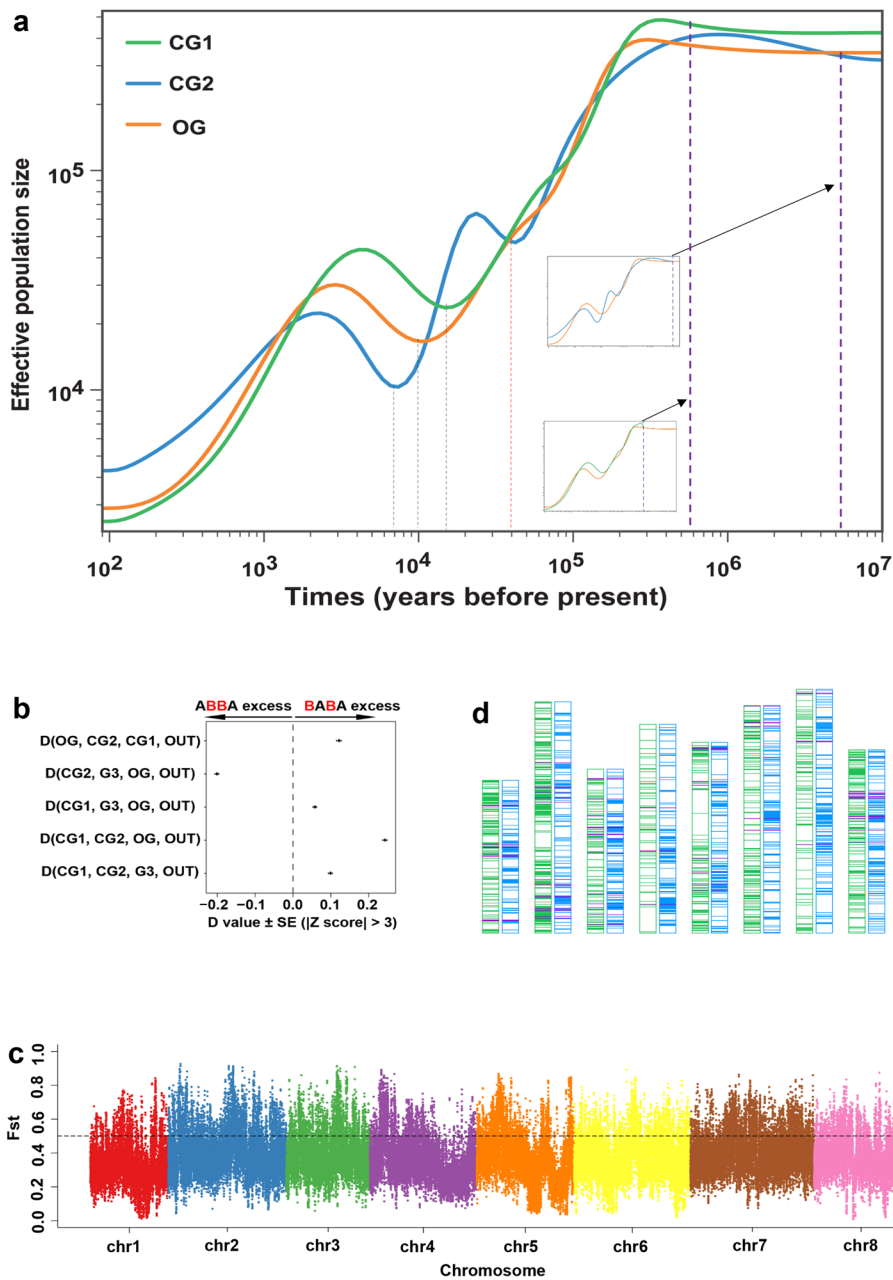 a
CG1
CG2
OG
Effective population size
10^5
10^4
10^2 10^3 10^4 10^5 10^6 10^7
Times (years before present)
b
ABBA excess BABA excess
D(OG, CG2, CG1, OUT)
D(CG2, G3, OG, OUT)
D(CG1, G3, OG, OUT)
D(CG1, CG2, OG, OUT)
D(CG1, CG2, G3, OUT)
−0.2 −0.1 0.0 0.1 0.2
D value ± SE (|Z score| > 3)
d
c
Fst
1.0
0.8
0.6
0.4
0.2
0.0
chr1 chr2 chr3 chr4 chr5 chr6 chr7 chr8
Chromosome